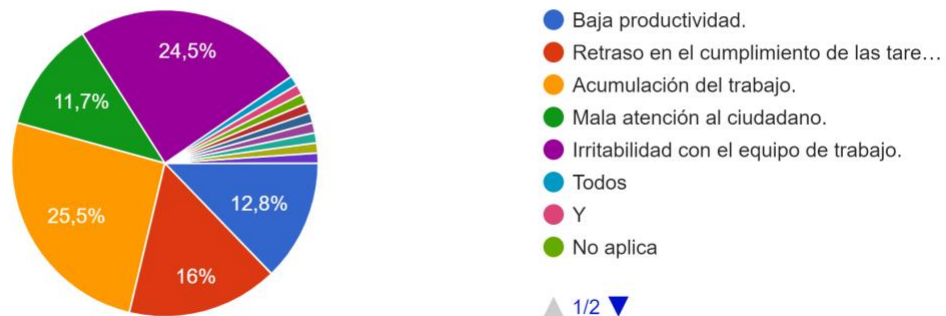 24,5%
11,7%
25,5%
12,8%
16%
Baja productividad.
Retraso en el cumplimiento de las tare…
Acumulación del trabajo.
Mala atención al ciudadano.
Irritabilidad con el equipo de trabajo.
Todos
Y
No aplica
1/2